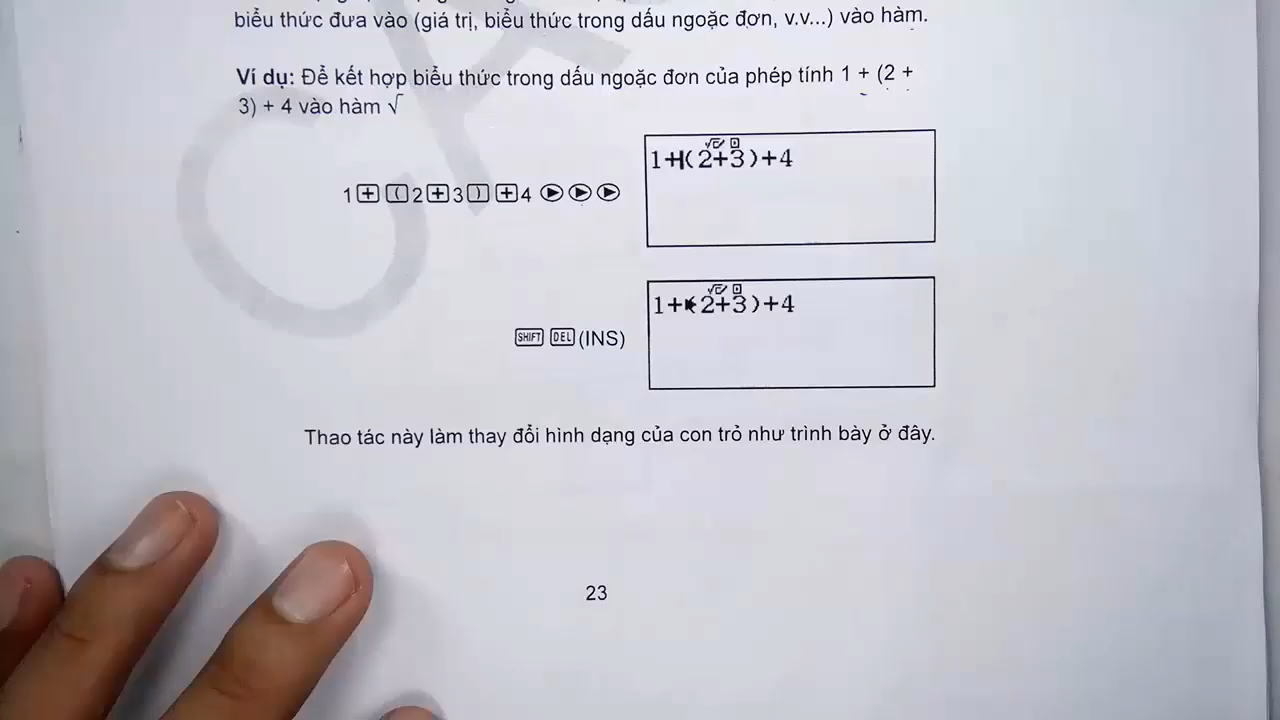 biểu thức đưa vào (giá trị, biểu thức trong dấu ngoặc đơn, v.v...) vào hàm.
Ví dụ: Để kết hợp biểu thức trong dấu ngoặc đơn của phép tính 1 + (2 +
3) + 4 vào hàm √
1+(2+3)+4
1 + ( 2 + 3 ) + 4 ▶ ▶ ▶
1+(2+3)+4
SHIFT DEL (INS)
Thao tác này làm thay đổi hình dạng của con trỏ như trình bày ở đây.
23